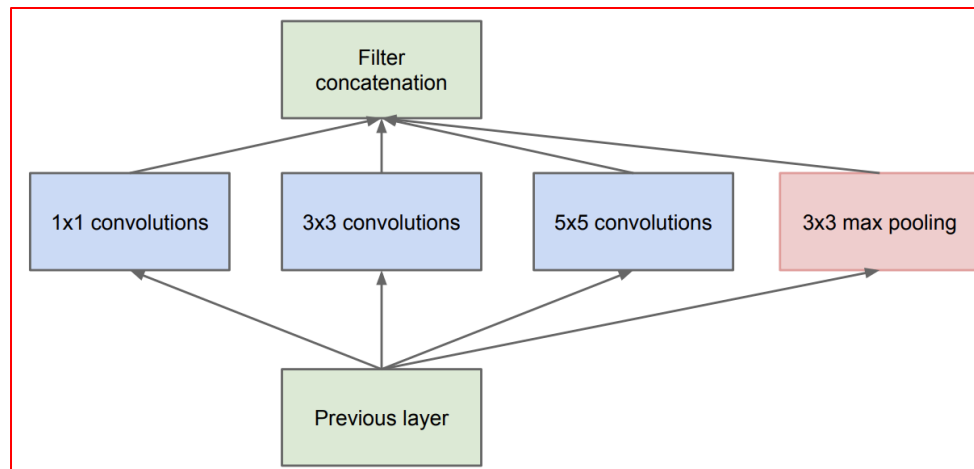 Filter
concatenation
1x1 convolutions
3x3 convolutions
5x5 convolutions
3x3 max pooling
Previous layer